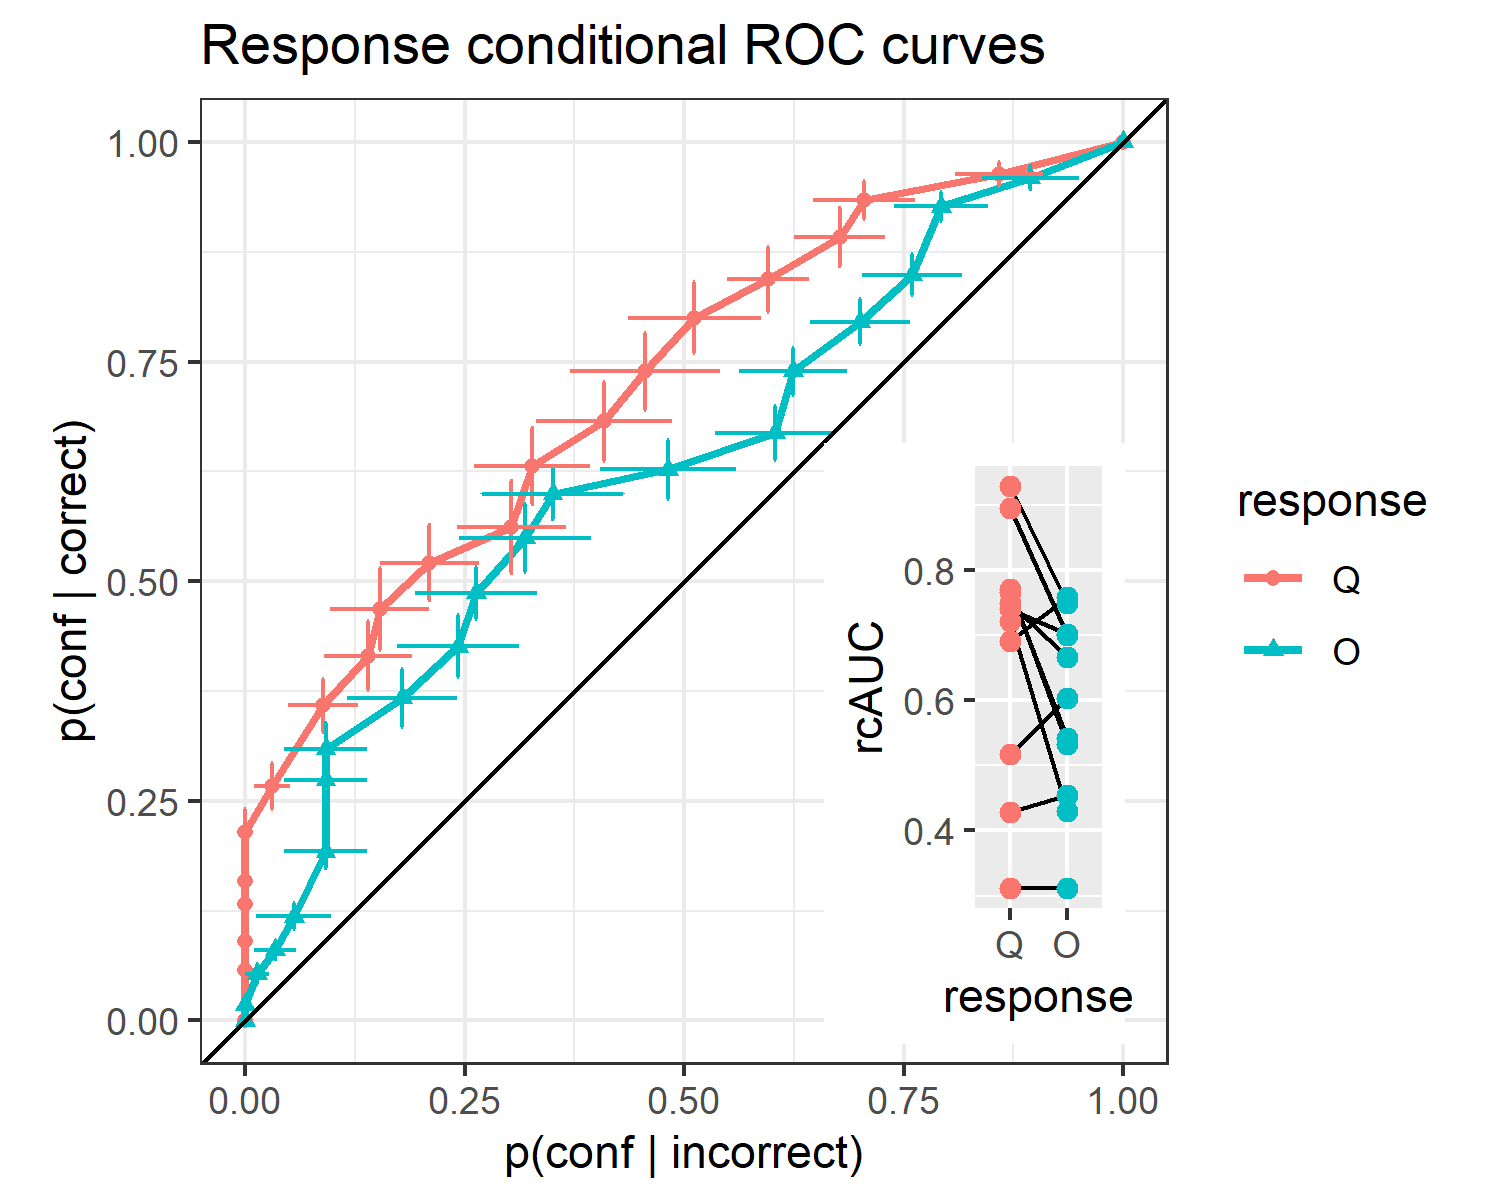 Response conditional ROC curves
p(conf | correct)
1.00
0.75
0.50
0.25
0.00
0.00 0.25 0.50 0.75 1.00
p(conf | incorrect)
rcAUC
0.8
0.6
0.4
Q O
response
response
Q
O